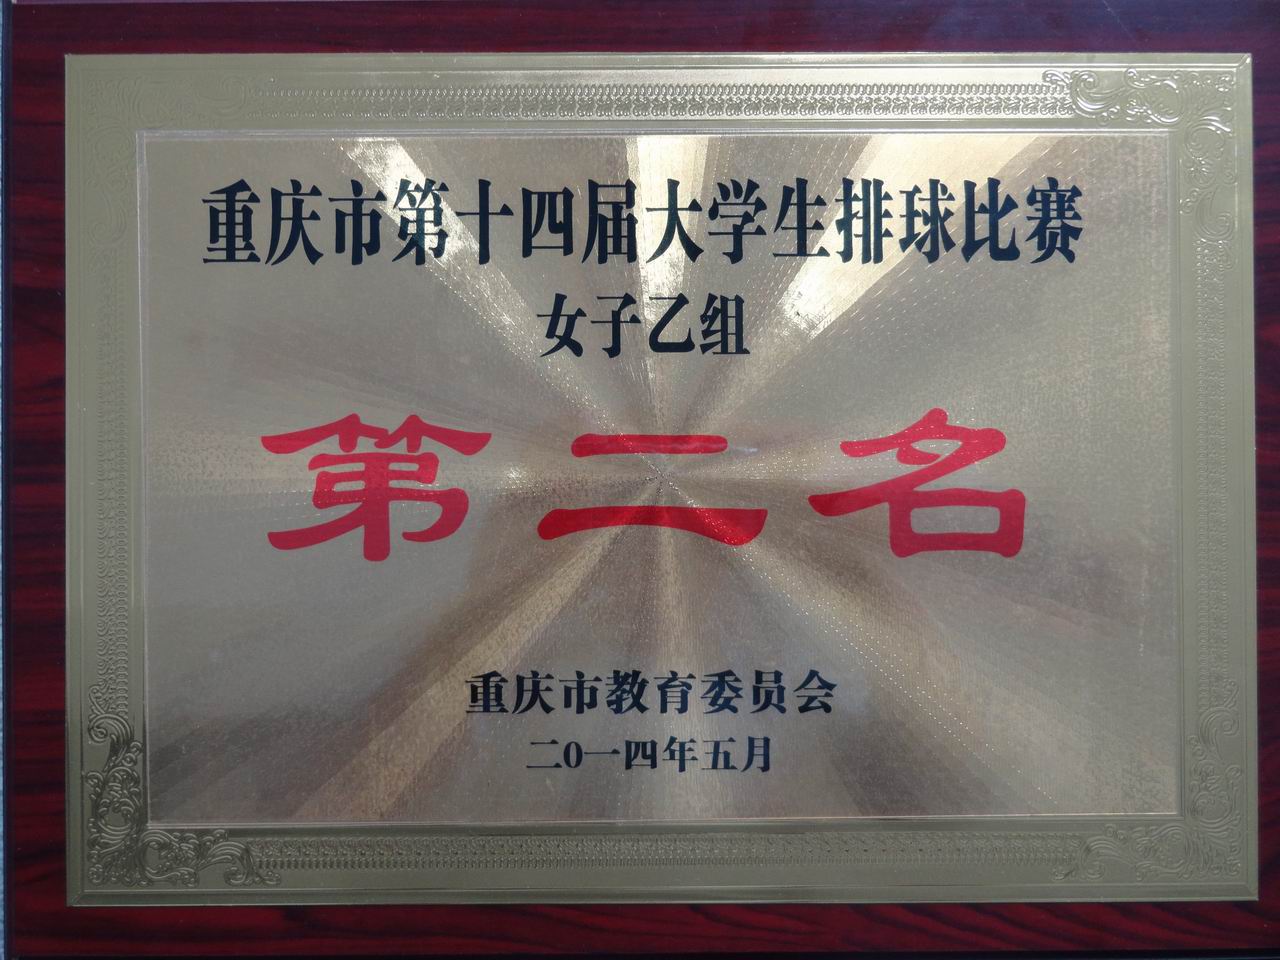 重庆市第十四届大学生排球比赛
女子乙组
第二名
重庆市教育委员会
二0一四年五月